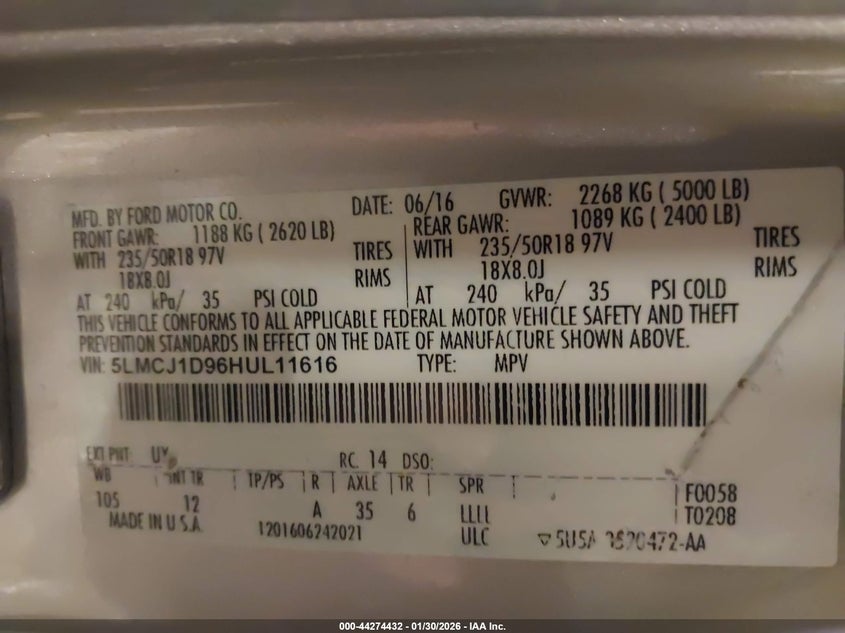 MFD. BY FORD MOTOR CO. DATE: 06/16 GVWR: 2268 KG ( 5000 LB)
FRONT GAWR: 1188 KG ( 2620 LB) REAR GAWR: 1089 KG ( 2400 LB)
WITH 235/50R18 97V TIRES WITH 235/50R18 97V TIRES
18X8.0J RIMS 18X8.0J RIMS
AT 240 kPa/ 35 PSI COLD AT 240 kPa/ 35 PSI COLD
THIS VEHICLE CONFORMS TO ALL APPLICABLE FEDERAL MOTOR VEHICLE SAFETY AND THEFT
PREVENTION STANDARDS IN EFFECT ON THE DATE OF MANUFACTURE SHOWN ABOVE.
VIN: 5LMCJ1D96HUL11616 TYPE: MPV
EXT PNT: RC: 14 DSO:
WB INT TR TP/PS R AXLE TR SPR F0058
105 12 A 35 6 T0208
MADE IN U.S.A. 1201606242021 ULC
000-44274432 - 01/30/2026 - IAA Inc.